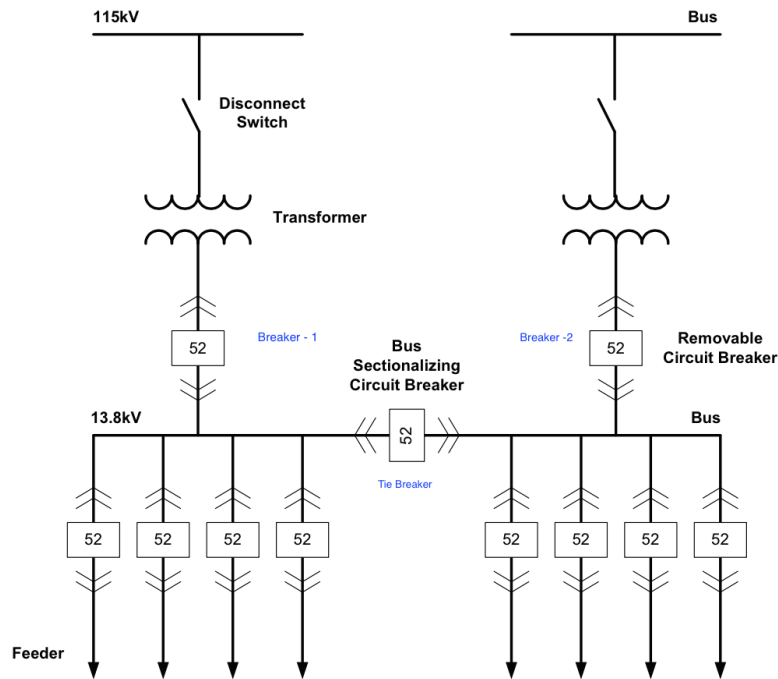 115kV
Bus
Disconnect
Switch
Transformer
52
Breaker - 1
Bus
Sectionalizing
Circuit Breaker
Breaker -2
52
Removable
Circuit Breaker
13.8kV
52
Bus
Tie Breaker
52
52
52
52
52
52
52
52
Feeder